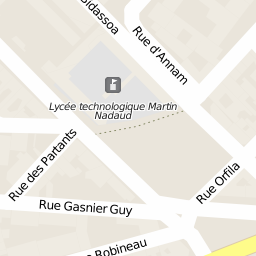 Bidassoa
Rue d'Annam
Lycée technologique Martin
Nadaud
Rue des Partants
Rue Orfila
Rue Gasnier Guy
Robineau